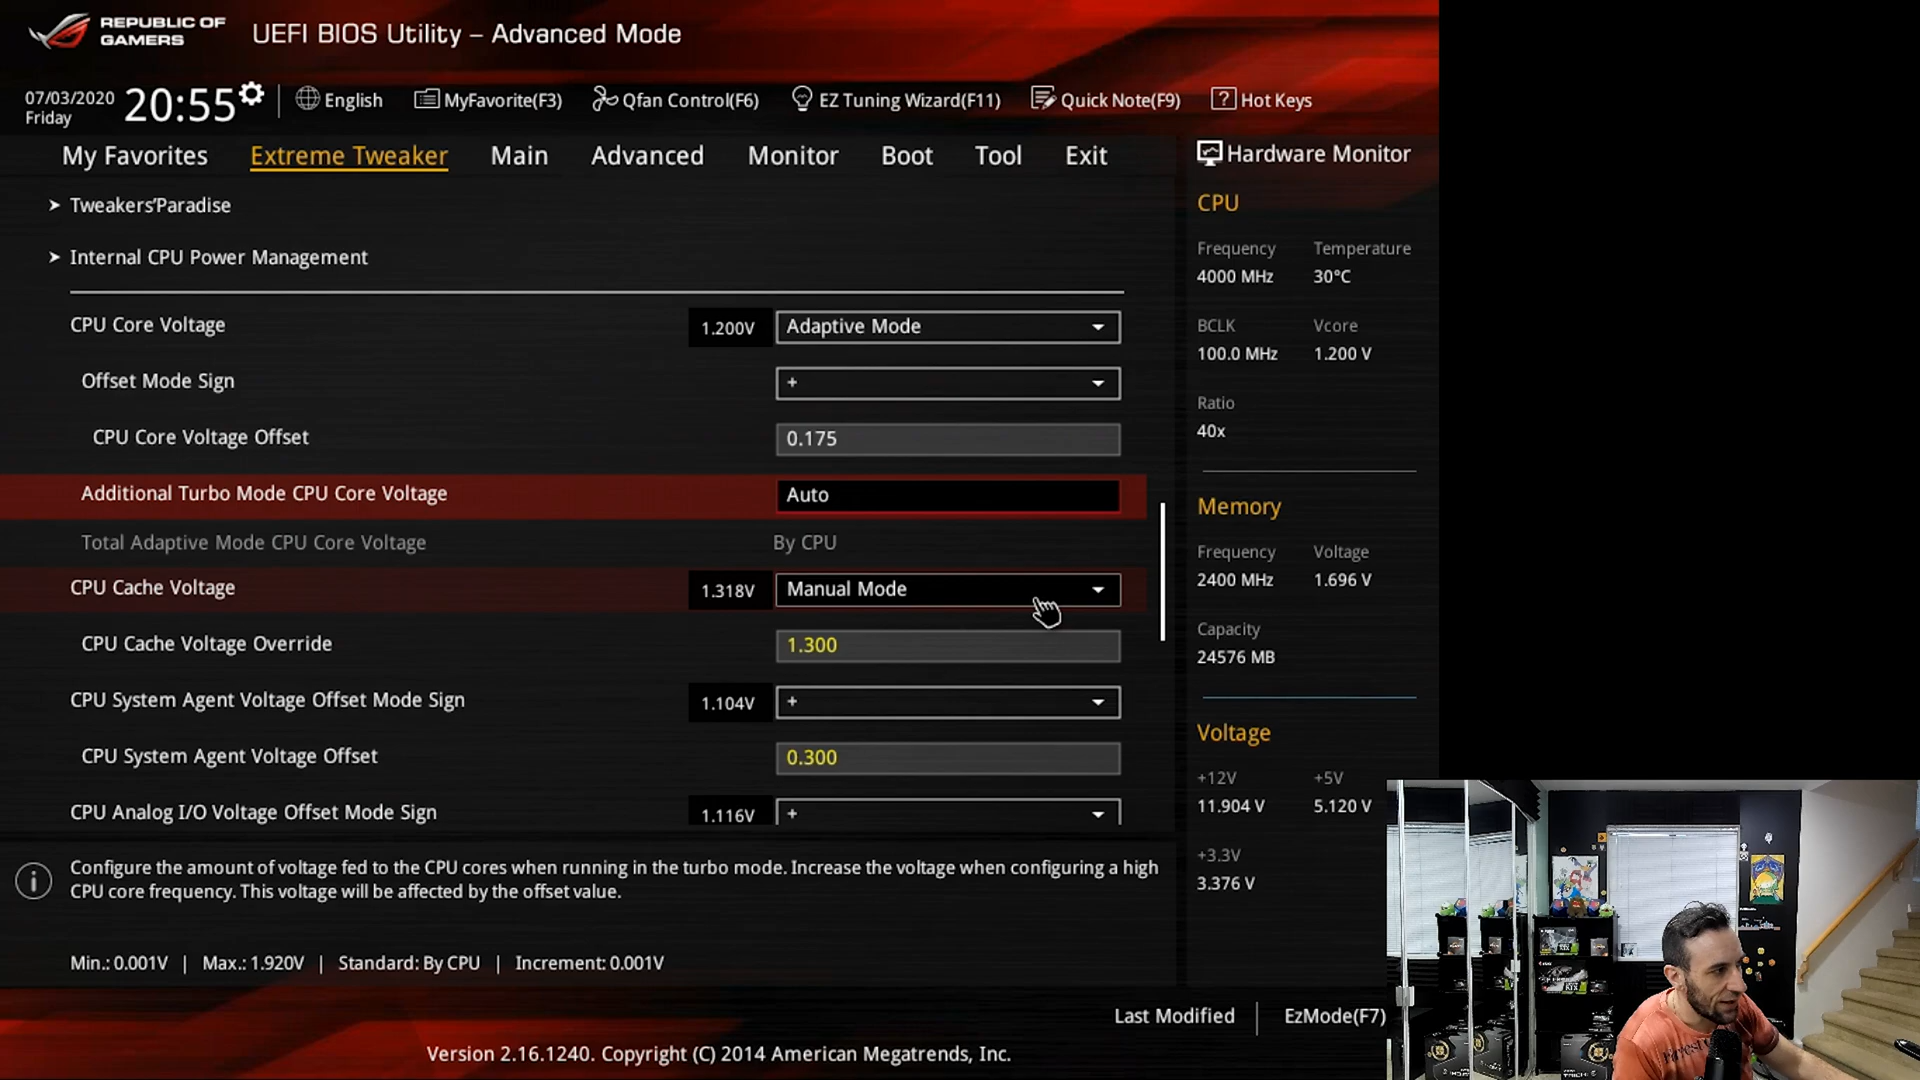 REPUBLIC OF
GAMERS
UEFI BIOS Utility – Advanced Mode
07/03/2020
Friday
20:55
English
MyFavorite(F3)
Qfan Control(F6)
EZ Tuning Wizard(F11)
Quick Note(F9)
? Hot Keys
My Favorites
Extreme Tweaker
Main
Advanced
Monitor
Boot
Tool
Exit
Hardware Monitor
Tweakers'Paradise
Internal CPU Power Management
CPU Core Voltage 1.200V Adaptive Mode
Offset Mode Sign +
CPU Core Voltage Offset 0.175
Additional Turbo Mode CPU Core Voltage Auto
Total Adaptive Mode CPU Core Voltage By CPU
CPU Cache Voltage 1.318V Manual Mode
CPU Cache Voltage Override 1.300
CPU System Agent Voltage Offset Mode Sign 1.104V +
CPU System Agent Voltage Offset 0.300
CPU Analog I/O Voltage Offset Mode Sign 1.116V +
CPU
Frequency Temperature
4000 MHz 30°C
BCLK Vcore
100.0 MHz 1.200 V
Ratio
40x
Memory
Frequency Voltage
2400 MHz 1.696 V
Capacity
24576 MB
Voltage
+12V +5V
11.904 V 5.120 V
+3.3V
3.376 V
Configure the amount of voltage fed to the CPU cores when running in the turbo mode. Increase the voltage when configuring a high
CPU core frequency. This voltage will be affected by the offset value.
Min.: 0.001V | Max.: 1.920V | Standard: By CPU | Increment: 0.001V
Last Modified
EzMode(F7)
Version 2.16.1240. Copyright (C) 2014 American Megatrends, Inc.